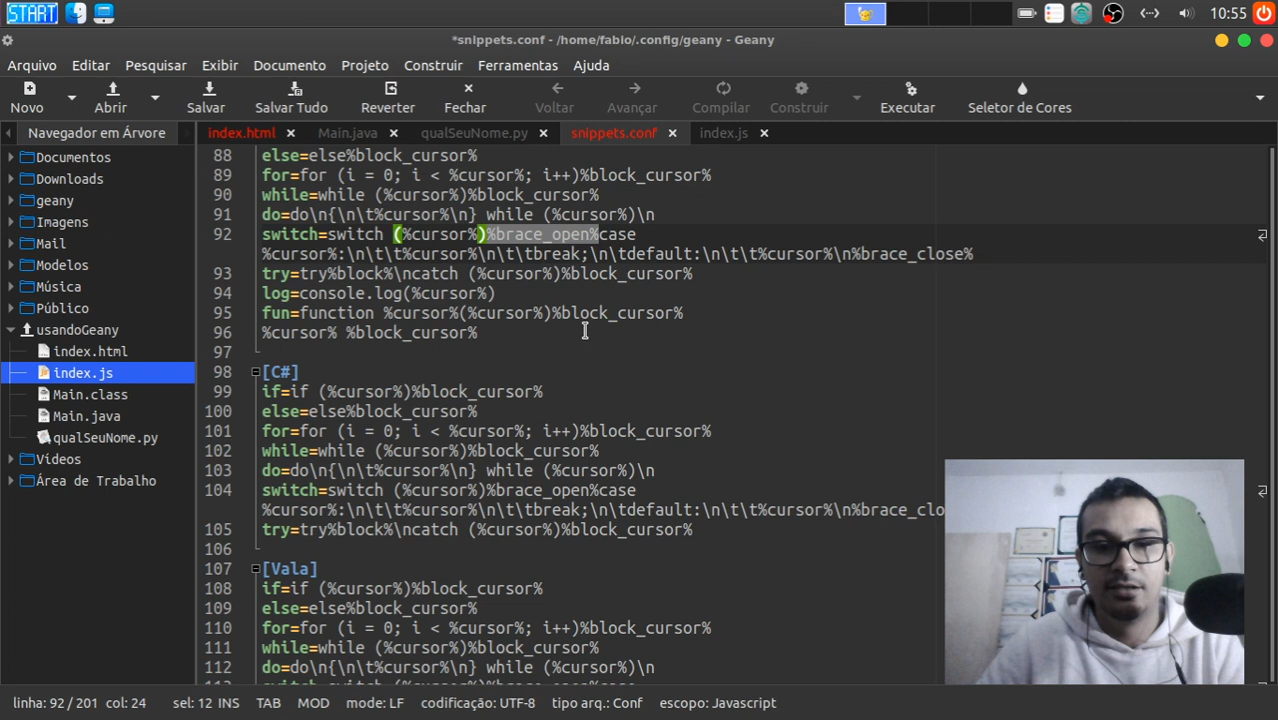 START
10:55
*snippets.conf - /home/fabio/.config/geany - Geany
Arquivo Editar Pesquisar Exibir Documento Projeto Construir Ferramentas Ajuda
Novo Abrir Salvar Salvar Tudo Reverter Fechar Voltar Avançar Compilar Construir Executar Seletor de Cores
Navegador em Árvore
Documentos
Downloads
geany
Imagens
Mail
Modelos
Música
Público
usandoGeany
index.html
index.js
Main.class
Main.java
qualSeuNome.py
Vídeos
Área de Trabalho
index.html Main.java qualSeuNome.py snippets.conf index.js
88 else=else%block_cursor%
89 for=for (i = 0; i < %cursor%; i++)%block_cursor%
90 while=while (%cursor%)%block_cursor%
91 do=do\n{\n\t%cursor%\n} while (%cursor%)\n
92 switch=switch (%cursor%)%brace_open%case
%cursor%:\n\t\t%cursor%\n\t\tbreak;\n\tdefault:\n\t\t%cursor%\n%brace_close%
93 try=try%block%\ncatch (%cursor%)%block_cursor%
94 log=console.log(%cursor%)
95 fun=function %cursor%(%cursor%)%block_cursor%
96 %cursor% %block_cursor%
97
98 [C#]
99 if=if (%cursor%)%block_cursor%
100 else=else%block_cursor%
101 for=for (i = 0; i < %cursor%; i++)%block_cursor%
102 while=while (%cursor%)%block_cursor%
103 do=do\n{\n\t%cursor%\n} while (%cursor%)\n
104 switch=switch (%cursor%)%brace_open%case
%cursor%:\n\t\t%cursor%\n\t\tbreak;\n\tdefault:\n\t\t%cursor%\n%brace_clo
105 try=try%block%\ncatch (%cursor%)%block_cursor%
106
107 [Vala]
108 if=if (%cursor%)%block_cursor%
109 else=else%block_cursor%
110 for=for (i = 0; i < %cursor%; i++)%block_cursor%
111 while=while (%cursor%)%block_cursor%
112 do=do\n{\n\t%cursor%\n} while (%cursor%)\n
linha: 92 / 201 col: 24 sel: 12 INS TAB MOD mode: LF codificação: UTF-8 tipo arq.: Conf escopo: Javascript